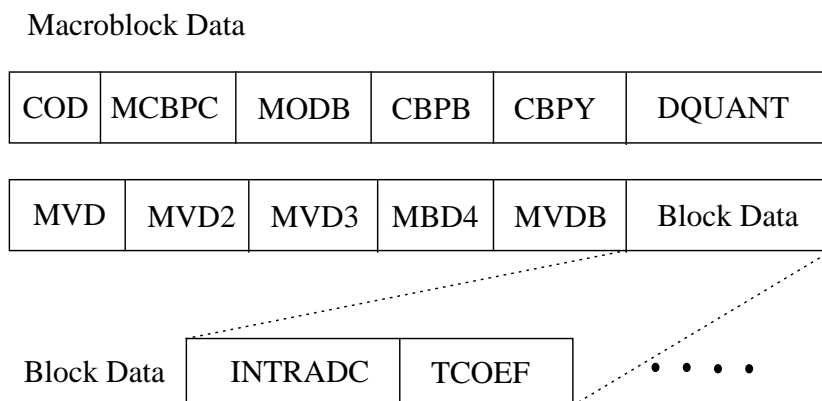 Macroblock Data
COD MCBPC MODB CBPB CBPY DQUANT
MVD MVD2 MVD3 MBD4 MVDB Block Data
Block Data INTRADC TCOEF